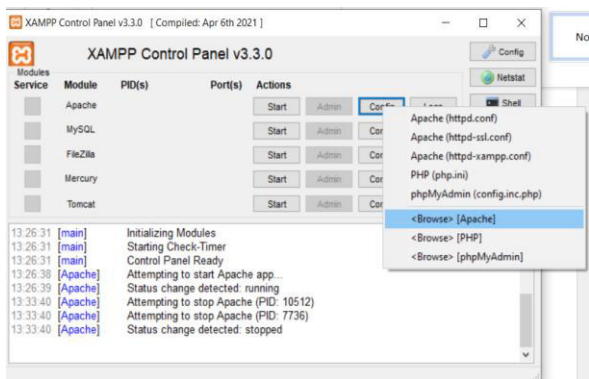 XAMPP Control Panel v3.3.0 [ Compiled: Apr 6th 2021 ]
No
XAMPP Control Panel v3.3.0
Config
Netstat
Shell
Modules
Service Module PID(s) Port(s) Actions
Apache Start Admin Config Logs
MySQL Start Admin
FileZilla Start Admin
Mercury Start Admin
Tomcat Start Admin
Apache (httpd.conf)
Apache (httpd-ssl.conf)
Apache (httpd-xampp.conf)
PHP (php.ini)
phpMyAdmin (config.inc.php)
<Browse> [Apache]
<Browse> [PHP]
<Browse> [phpMyAdmin]
13:26:31 [main] Initializing Modules
13:26:31 [main] Starting Check-Timer
13:26:31 [main] Control Panel Ready
13:26:38 [Apache] Attempting to start Apache app...
13:26:39 [Apache] Status change detected: running
13:33:40 [Apache] Attempting to stop Apache (PID: 10512)
13:33:40 [Apache] Attempting to stop Apache (PID: 7736)
13:33:40 [Apache] Status change detected: stopped